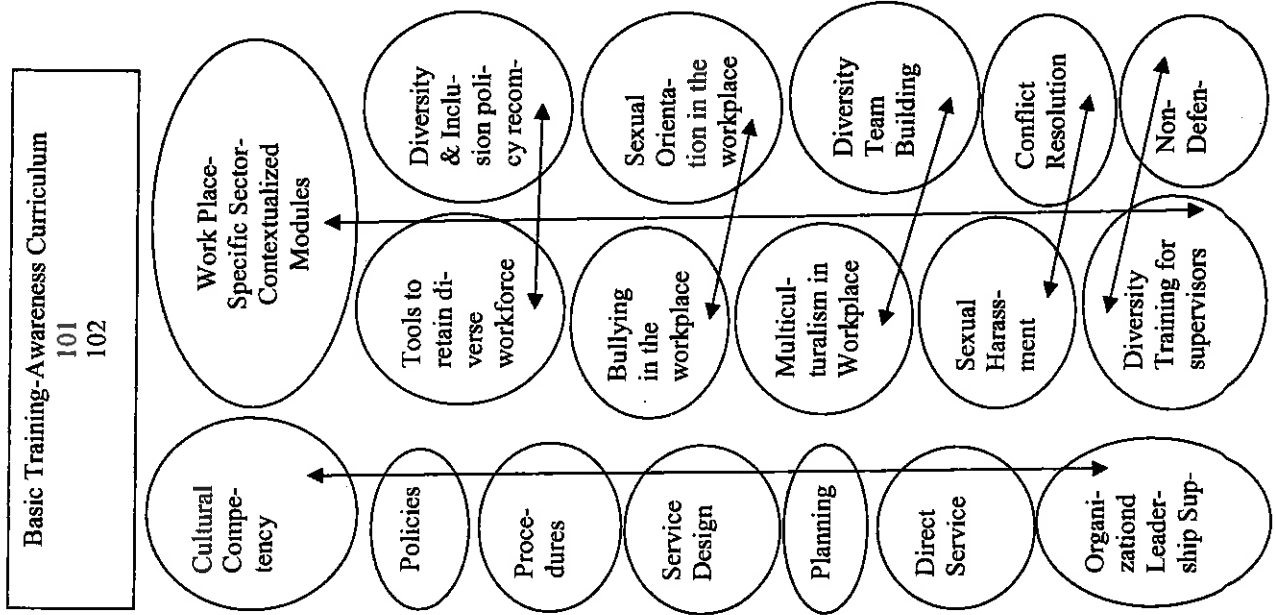 Basic Training-Awareness Curriculum
101
102
Cultural
Compe-
tency
Policies
Proce-
dures
Service
Design
Planning
Direct
Service
Organi-
zationd
Leader-
ship Sup-
Work Place-
Specific Sector-
Contextualized
Modules
Tools to
retain di-
verse
workforce
Diversity
& Inclu-
sion poli-
cy recom-
Bullying
in the
workplace
Sexual
Orienta-
tion in the
workplace
Multicul-
turalism in
Workplace
Diversity
Team
Building
Sexual
Harass-
ment
Conflict
Resolution
Diversity
Training for
supervisors
Non-
Defen-